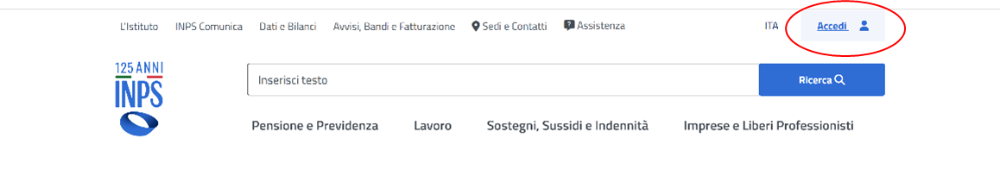 L'Istituto INPS Comunica Dati e Bilanci Avvisi, Bandi e Fatturazione Sedi e Contatti Assistenza ITA Accedi
125 ANNI
INPS
Inserisci testo Ricerca
Pensione e Previdenza Lavoro Sostegni, Sussidi e Indennità Imprese e Liberi Professionisti